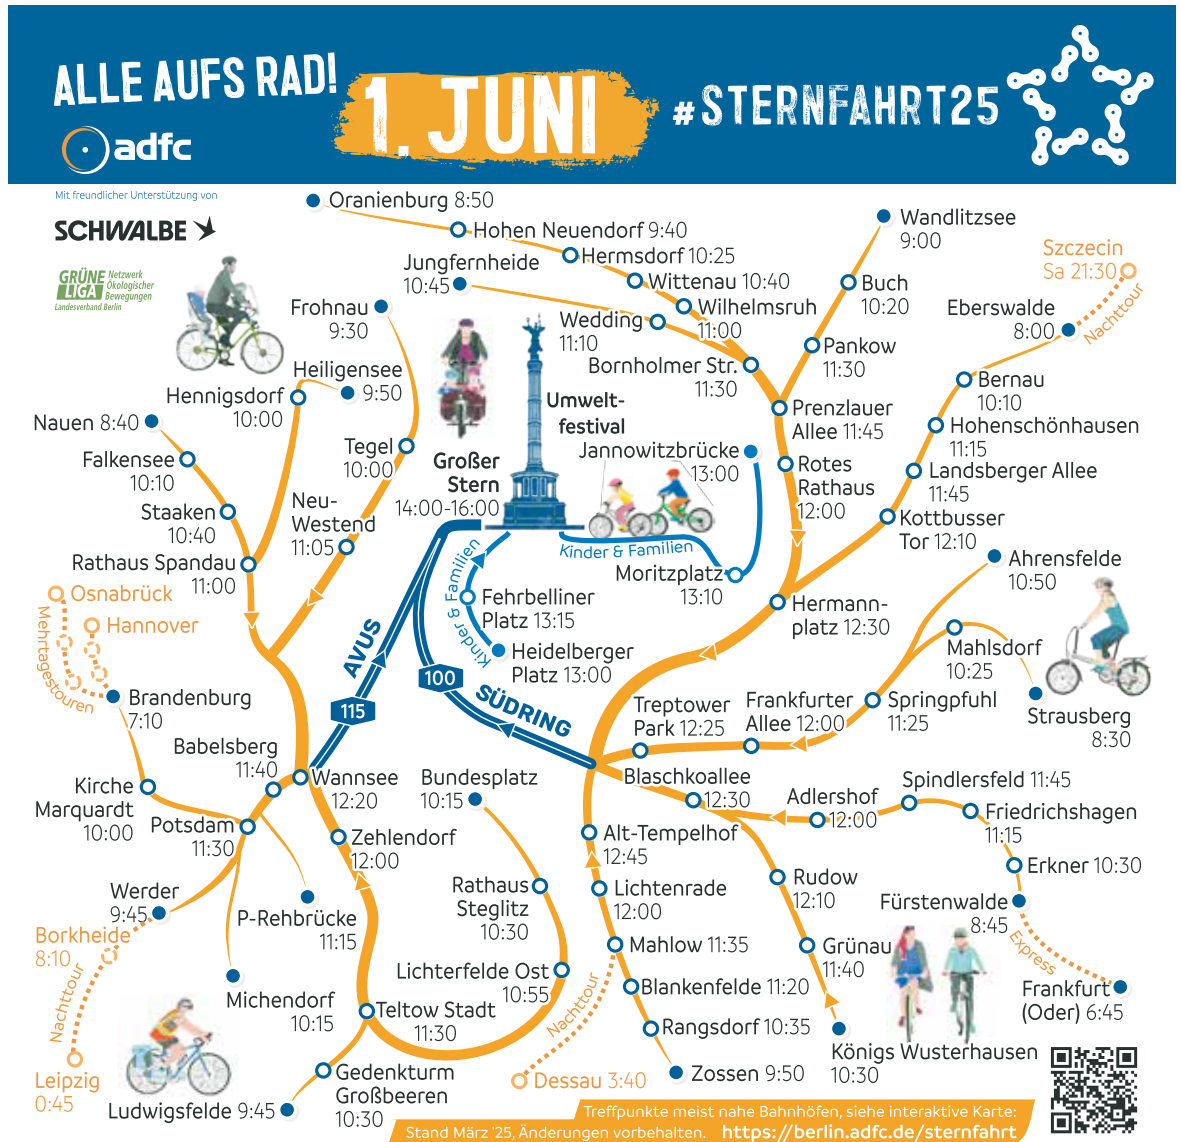 ALLE AUFS RAD!
1. JUNI
#STERNFAHRT25
adfc
Mit freundlicher Unterstützung von
SCHWALBE
GRÜNE
LIGA
Netzwerk
Ökologischer
Bewegungen
Landesverband Berlin
Oranienburg 8:50
Hohen Neuendorf 9:40
Hermsdorf 10:25
Wittenau 10:40
Wilhelmsruh
11:00
Jungfernheide
10:45
Wedding
11:10
Bornholmer Str.
11:30
Wandlitzsee
9:00
Buch
10:20
Pankow
11:30
Prenzlauer
Allee 11:45
Rotes
Rathaus
12:00
Szczecin
Sa 21:30
Nachttour
Eberswalde
8:00
Bernau
10:10
Hohenschönhausen
11:15
Landsberger Allee
11:45
Kottbusser
Tor 12:10
Hermann-
platz 12:30
Frohnau
9:30
Heiligensee
9:50
Hennigsdorf
10:00
Nauen 8:40
Falkensee
10:10
Staaken
10:40
Rathaus Spandau
11:00
Tegel
10:00
Neu-
Westend
11:05
Großer
Stern
14:00-16:00
Umwelt-
festival
Jannowitzbrücke
13:00
Kinder & Familien
Moritzplatz
13:10
Kinder & Familien
Fehrbelliner
Platz 13:15
Heidelberger
Platz 13:00
AVUS
115
100
SÜDRING
Osnabrück
Hannover
Mehrtagestouren
Brandenburg
7:10
Babelsberg
11:40
Kirche
Marquardt
10:00
Potsdam
11:30
Wannsee
12:20
Werder
9:45
P-Rehbrücke
11:15
Michendorf
10:15
Borkheide
8:10
Nachttour
Leipzig
0:45
Zehlendorf
12:00
Bundesplatz
10:15
Rathaus
Steglitz
10:30
Lichterfelde Ost
10:55
Teltow Stadt
11:30
Gedenkturm
Großbeeren
10:30
Ludwigsfelde 9:45
Ahrensfelde
10:50
Mahlsdorf
10:25
Strausberg
8:30
Springpfuhl
11:25
Frankfurter
Allee 12:00
Treptower
Park 12:25
Blaschkoallee
12:30
Adlershof
12:00
Spindlersfeld 11:45
Friedrichshagen
11:15
Erkner 10:30
Fürstenwalde
8:45
Express
Frankfurt
(Oder) 6:45
Rudow
12:10
Grünau
11:40
Königs Wusterhausen
10:30
Alt-Tempelhof
12:45
Lichtenrade
12:00
Mahlow 11:35
Blankenfelde 11:20
Rangsdorf 10:35
Zossen 9:50
Nachttour
Dessau 3:40
Treffpunkte meist nahe Bahnhöfen, siehe interaktive Karte:
Stand März '25, Änderungen vorbehalten. https://berlin.adfc.de/sternfahrt